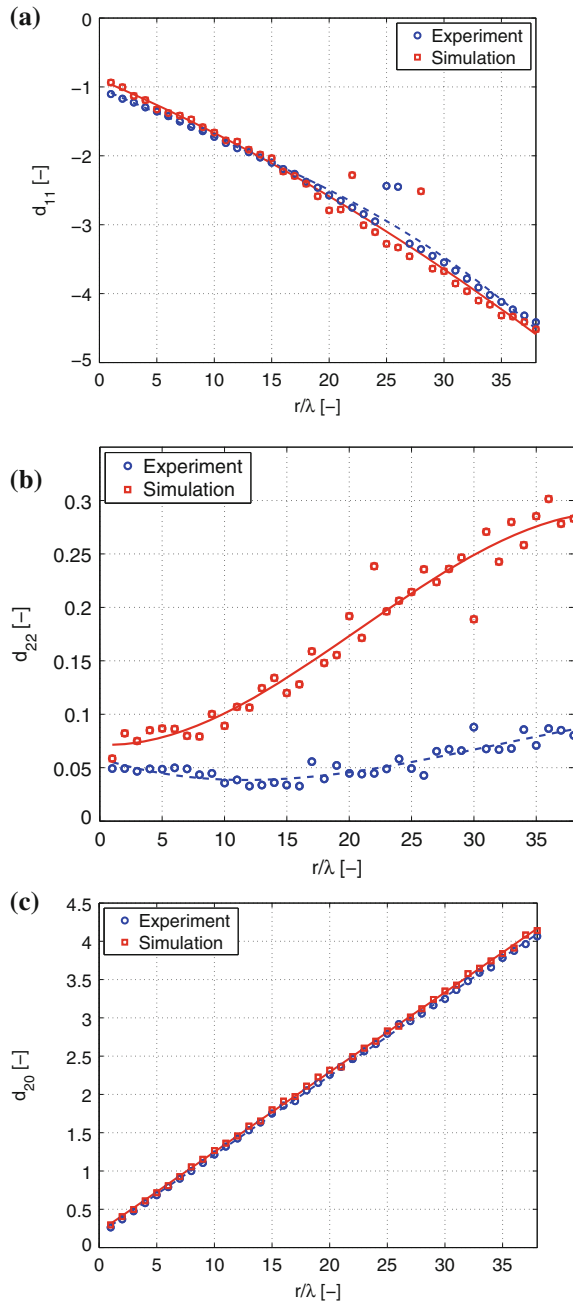 (a)
0
−1
−2
−3
−4
−5
d11 [−]
Experiment
Simulation
0 5 10 15 20 25 30 35
r/λ [−]
(b)
Experiment
Simulation
0.3
0.25
0.2
0.15
0.1
0.05
0
d22 [−]
0 5 10 15 20 25 30 35
r/λ [−]
(c)
4.5
4
3.5
3
2.5
2
1.5
1
0.5
0
d20 [−]
Experiment
Simulation
0 5 10 15 20 25 30 35
r/λ [−]